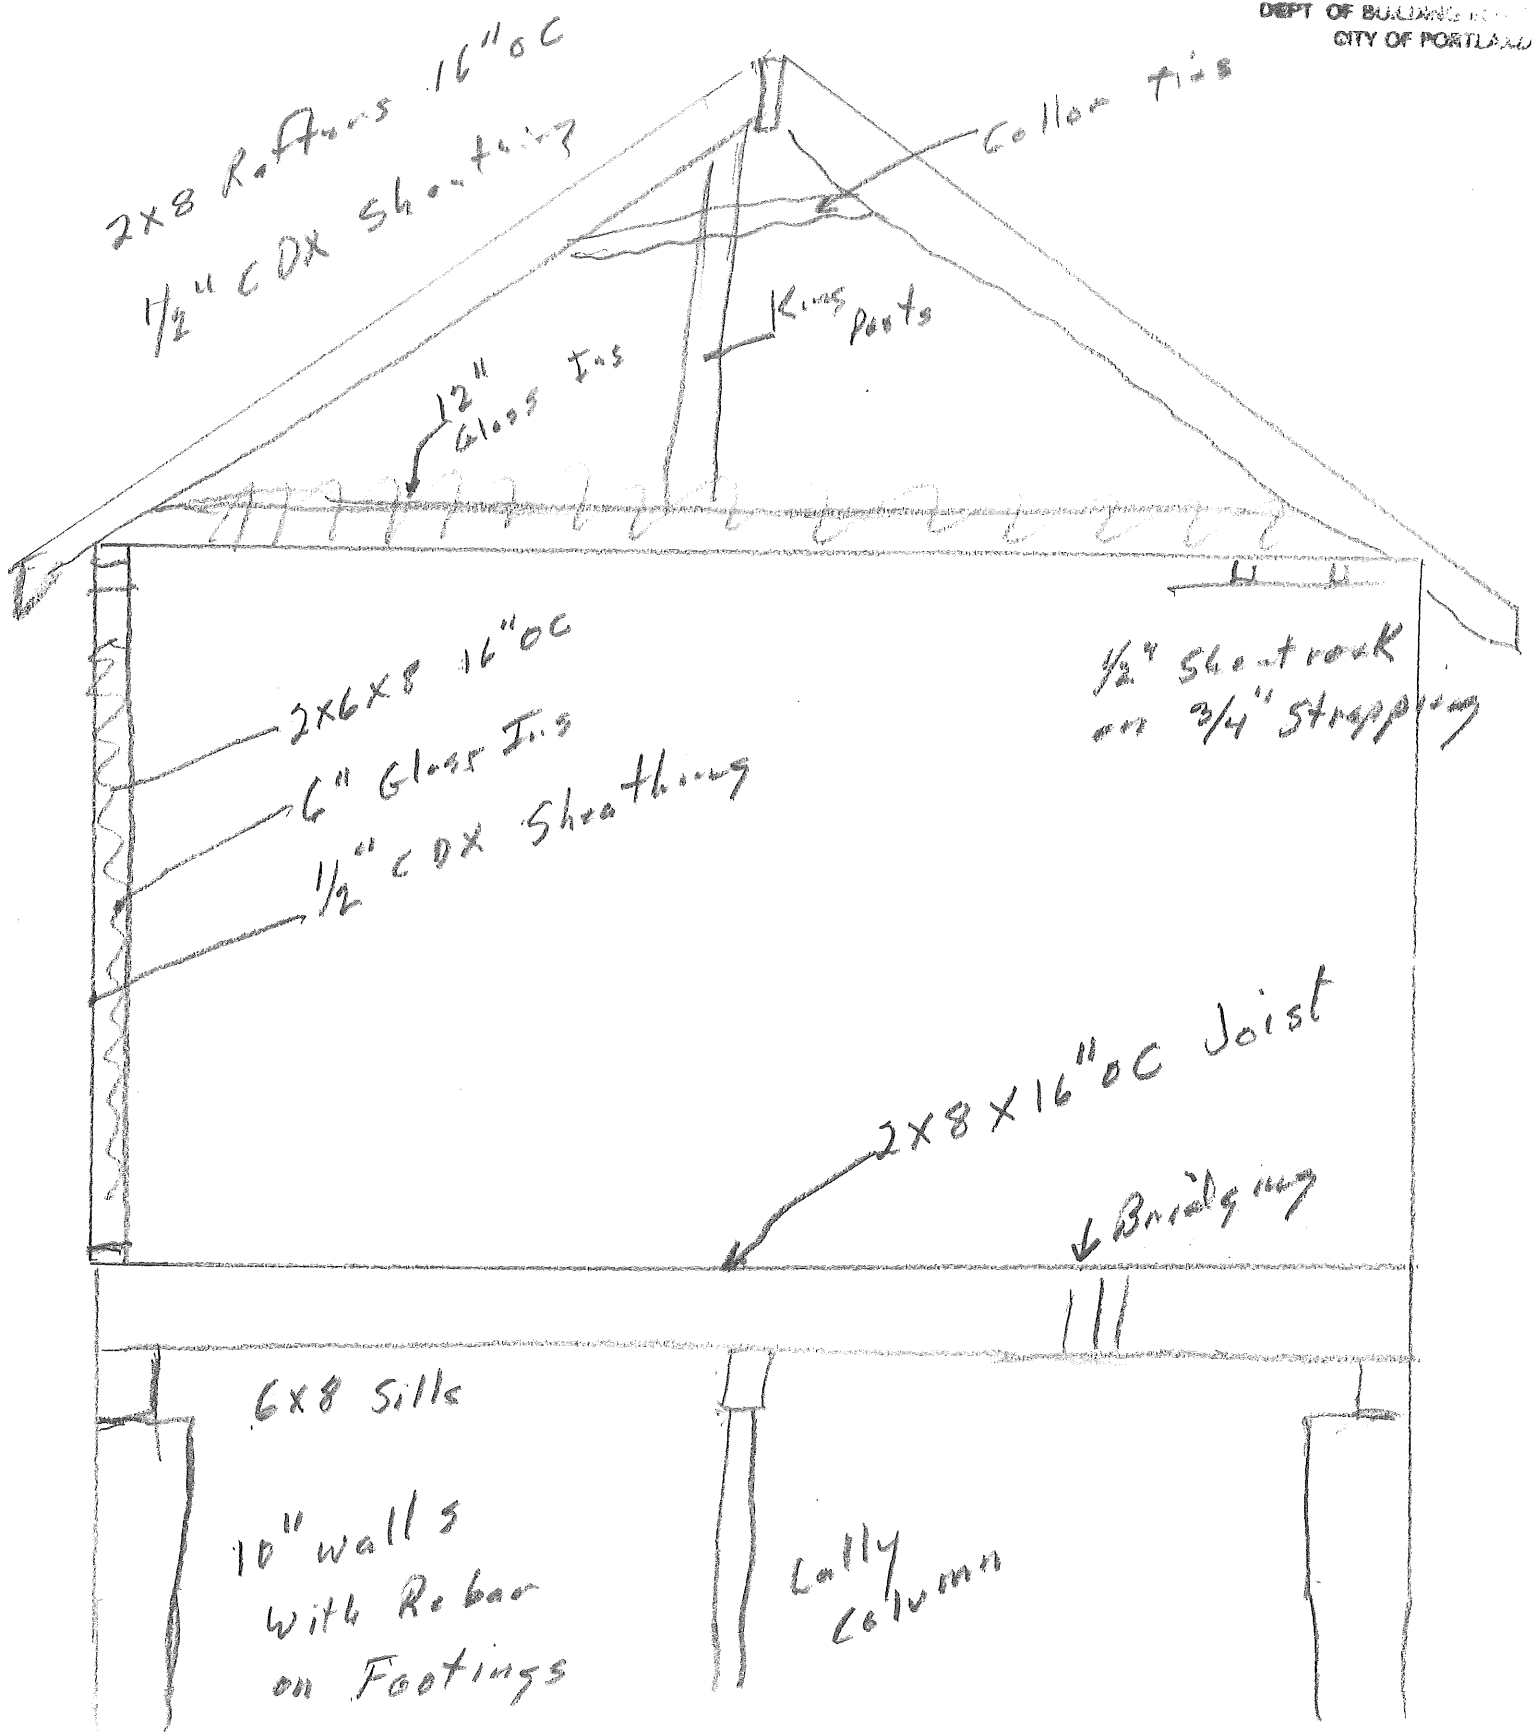 DEPT OF BUILDING
CITY OF PORTLAND
2x8 Rafters 16" OC
1/2" CDX Sheathing
Collar ties
King
Posts
12"
Glass Ins
2x6x8 16" OC
6" Glass Ins
1/2" CDX Sheathing
1/2" Sheetrock
on 3/4" Strapping
2x8x16" OC Joist
Bridging
6x8 Sills
10" walls
with Rebar
on Footings
Lally
Column